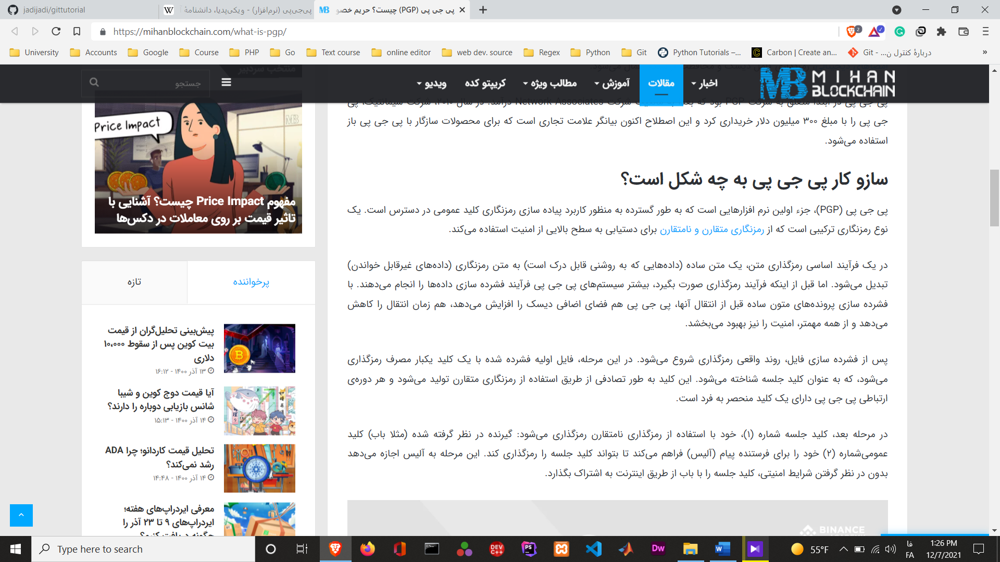 jadijadi/gittutorial
پی‌جی‌پی (نرم‌افزار) - ویکی‌پدیا، دانشنامهٔ
پی جی پی (PGP) چیست؟ حریم خصو
https://mihanblockchain.com/what-is-pgp/
2
University
Accounts
Google
Course
PHP
Go
Text course
online editor
web dev. source
Regex
Python
Git
Python Tutorials –...
Carbon | Create an...
Git - ...دربارهٔ کنترل ن
»
MIHAN BLOCKCHAIN
اخبار
مقالات
آموزش
مطالب ویژه
کریپتو کده
ویدیو
جستجو
منتخب سردبیر
پی جی پی در ابتدا متعلق به شرکت PGP بود که بعد به مالکیت شرکت Network Associates درآمد. در سال ۲۰۱۰، شرکت سیمانتیک، پی
جی پی را با مبلغ ۳۰۰ میلیون دلار خریداری کرد و این اصطلاح اکنون بیانگر علامت تجاری است که برای محصولات سازگار با پی جی پی باز
استفاده می‌شود.
سازو کار پی جی پی به چه شکل است؟
پی جی پی (PGP)، جزء اولین نرم افزارهایی است که به طور گسترده به منظور کاربرد پیاده سازی رمزنگاری کلید عمومی در دسترس است. یک
نوع رمزنگاری ترکیبی است که از رمزنگاری متقارن و نامتقارن برای دستیابی به سطح بالایی از امنیت استفاده می‌کند.
در یک فرآیند اساسی رمزگذاری متن، یک متن ساده (داده‌هایی که به روشنی قابل درک است) به متن رمزنگاری (داده‌های غیرقابل خواندن)
تبدیل می‌شود. اما قبل از اینکه فرآیند رمزگذاری صورت بگیرد، بیشتر سیستم‌های پی جی پی فرآیند فشرده سازی داده‌ها را انجام می‌دهند. با
فشرده سازی پرونده‌های متون ساده قبل از انتقال آنها، پی جی پی هم فضای اضافی دیسک را افزایش می‌دهد، هم زمان انتقال را کاهش
می‌دهد و از همه مهمتر، امنیت را نیز بهبود می‌بخشد.
پس از فشرده سازی فایل، روند واقعی رمزگذاری شروع می‌شود. در این مرحله، فایل اولیه فشرده شده با یک کلید یکبار مصرف رمزگذاری
می‌شود، که به عنوان کلید جلسه شناخته می‌شود. این کلید به طور تصادفی از طریق استفاده از رمزنگاری متقارن تولید می‌شود و هر دوره‌ی
ارتباطی پی جی پی دارای یک کلید منحصر به فرد است.
در مرحله بعد، کلید جلسه شماره (۱)، خود با استفاده از رمزگذاری نامتقارن رمزگذاری می‌شود: گیرنده در نظر گرفته شده (مثلا باب) کلید
عمومی‌شماره (۲) خود را برای فرستنده پیام (آلیس) فراهم می‌کند تا بتواند کلید جلسه را رمزگذاری کند. این مرحله به آلیس اجازه می‌دهد
بدون در نظر گرفتن شرایط امنیتی، کلید جلسه را با باب از طریق اینترنت به اشتراک بگذارد.
BINANCE
Price Impact
MB
مفهوم Price Impact چیست؟ آشنایی با
تاثیر قیمت بر روی معاملات در دکس‌ها
پرخواننده
تازه
پیش‌بینی تحلیل‌گران از قیمت
بیت کوین پس از سقوط ۱۰،۰۰۰
دلاری
۱۳ آذر ۱۴۰۰ - ۱۶:۱۲
آیا قیمت دوج کوین و شیبا
شانس بازیابی دوباره را دارند؟
۱۴ آذر ۱۴۰۰ - ۱۵:۱۳
تحلیل قیمت کاردانو؛ چرا ADA
رشد نمی‌کند؟
۱۴ آذر ۱۴۰۰ - ۱۴:۴۸
معرفی ایردراپ‌های هفته؛
ایردراپ‌های ۹ تا ۲۳ آذر را
چگونه دریافت کنیم؟
Type here to search
55°F
فا
FA
1:26 PM
12/7/2021